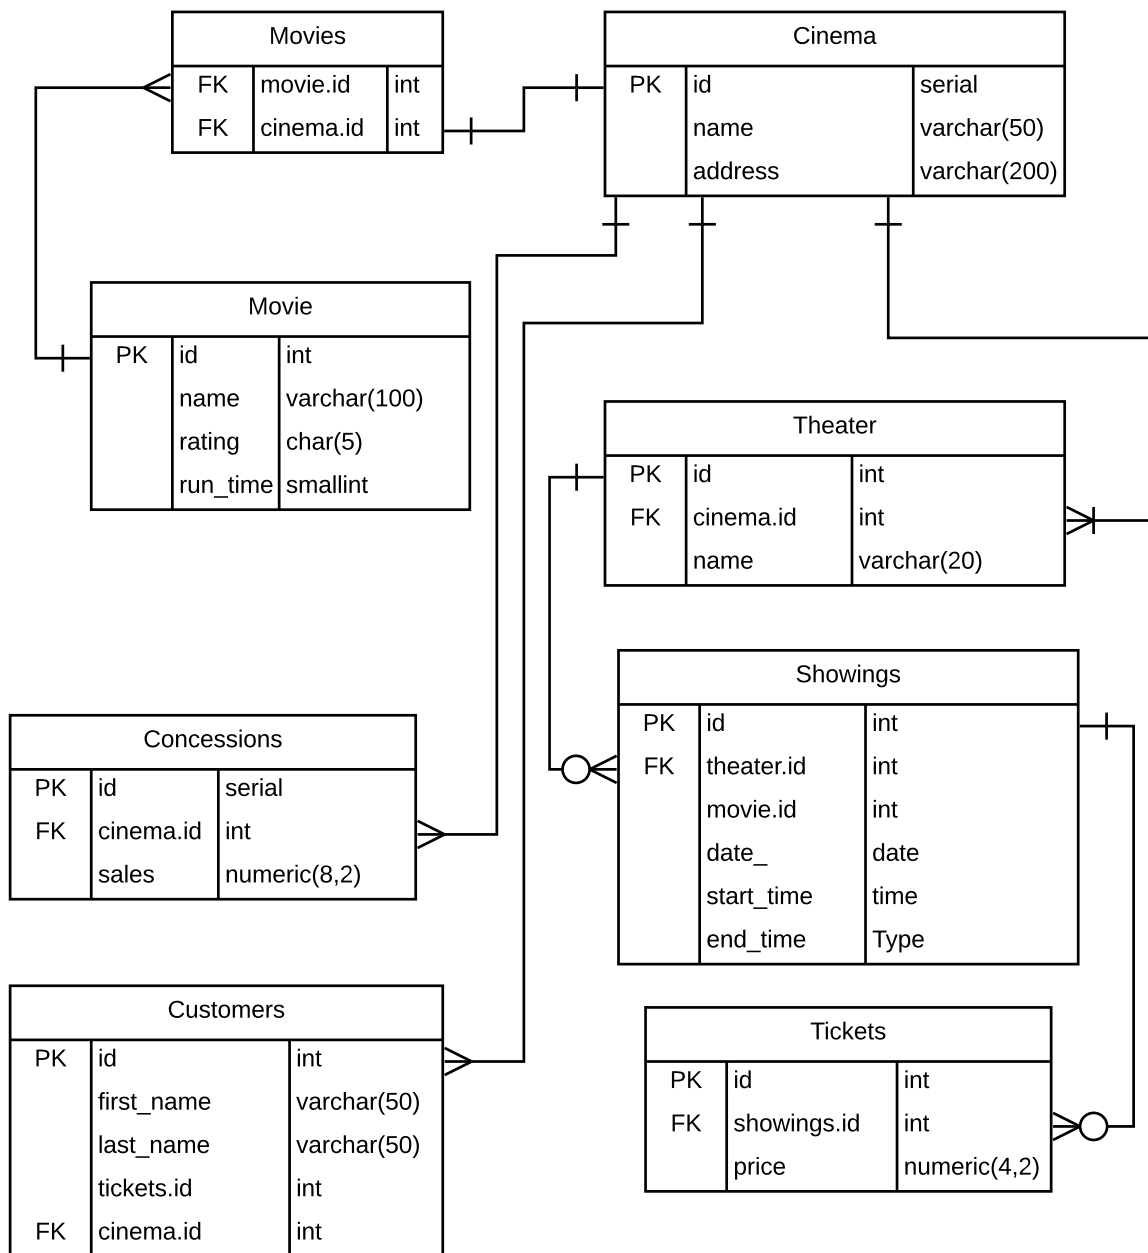 Movies
FK movie.id int
FK cinema.id int
Cinema
PK id serial
name varchar(50)
address varchar(200)
Movie
PK id int
name varchar(100)
rating char(5)
run_time smallint
Theater
PK id int
FK cinema.id int
name varchar(20)
Showings
PK id int
FK theater.id int
movie.id int
date_ date
start_time time
end_time Type
Concessions
PK id serial
FK cinema.id int
sales numeric(8,2)
Customers
PK id int
first_name varchar(50)
last_name varchar(50)
tickets.id int
FK cinema.id int
Tickets
PK id int
FK showings.id int
price numeric(4,2)